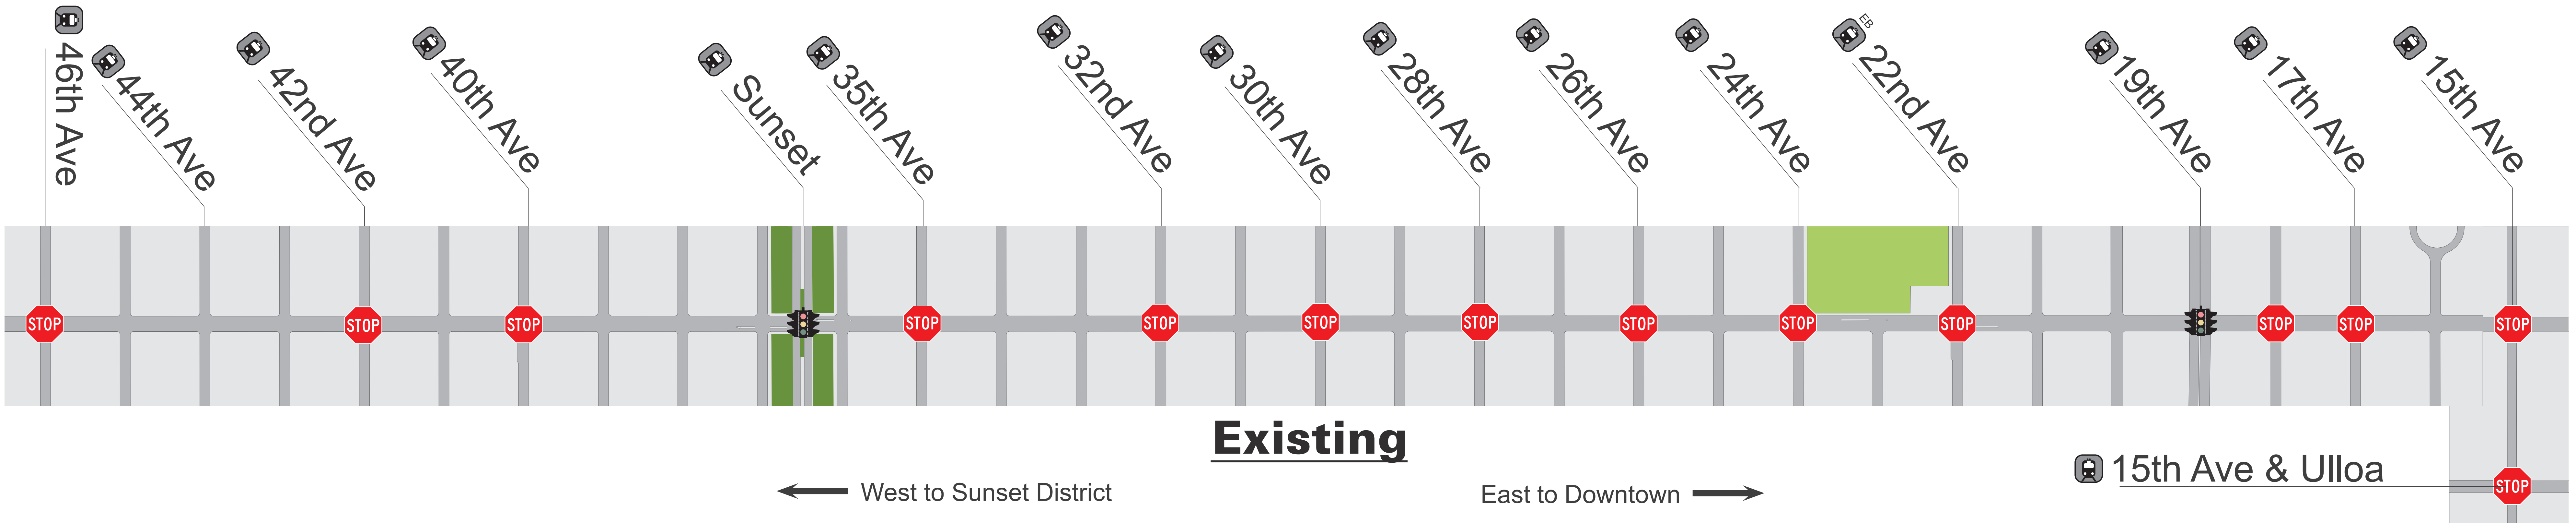 46th Ave
44th Ave
42nd Ave
40th Ave
Sunset
35th Ave
32nd Ave
30th Ave
28th Ave
26th Ave
24th Ave
22nd Ave
EB
19th Ave
17th Ave
15th Ave
STOP
STOP
STOP
STOP
STOP
STOP
STOP
STOP
STOP
STOP
STOP
STOP
STOP
Existing
West to Sunset District
East to Downtown
15th Ave & Ulloa
STOP